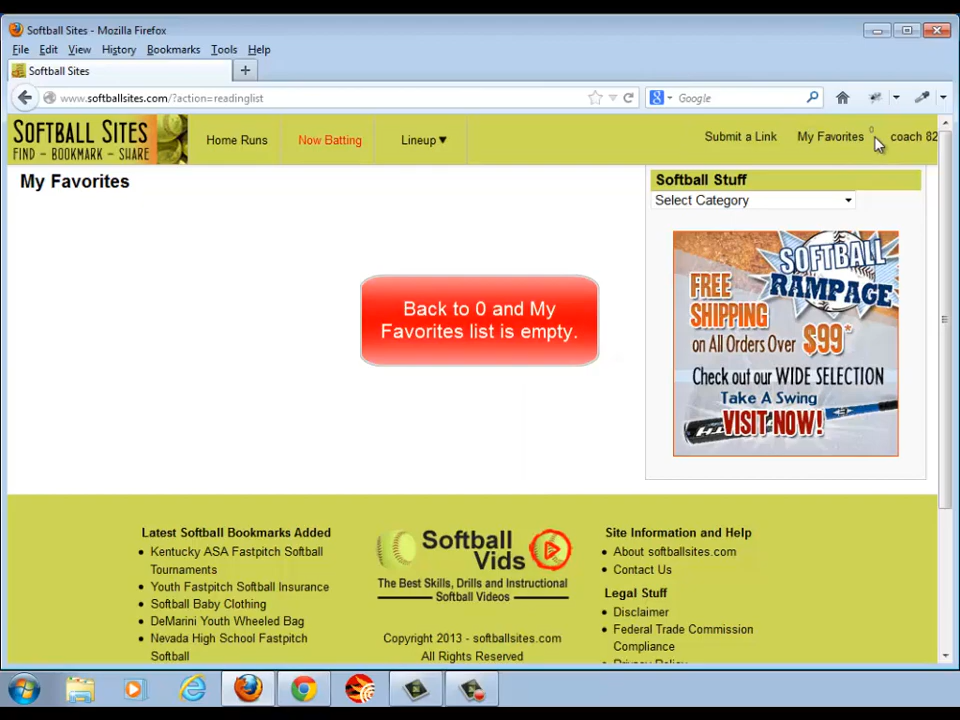 Softball Sites - Mozilla Firefox
File Edit View History Bookmarks Tools Help
Softball Sites
www.softballsites.com/?action=readinglist
Google
SOFTBALL SITES
FIND - BOOKMARK - SHARE
Home Runs
Now Batting
Lineup ▼
Submit a Link
My Favorites 0
coach 82
My Favorites
Softball Stuff
Select Category
Back to 0 and My
Favorites list is empty.
SOFTBALL
RAMPAGE
FREE
SHIPPING
on All Orders Over $99*
Check out our WIDE SELECTION
Take A Swing
VISIT NOW!
Latest Softball Bookmarks Added
• Kentucky ASA Fastpitch Softball
Tournaments
• Youth Fastpitch Softball Insurance
• Softball Baby Clothing
• DeMarini Youth Wheeled Bag
• Nevada High School Fastpitch
Softball
Softball
Vids
The Best Skills, Drills and Instructional
Softball Videos
Copyright 2013 - softballsites.com
All Rights Reserved
Site Information and Help
• About softballsites.com
• Contact Us
Legal Stuff
• Disclaimer
• Federal Trade Commission
Compliance
• Privacy Policy